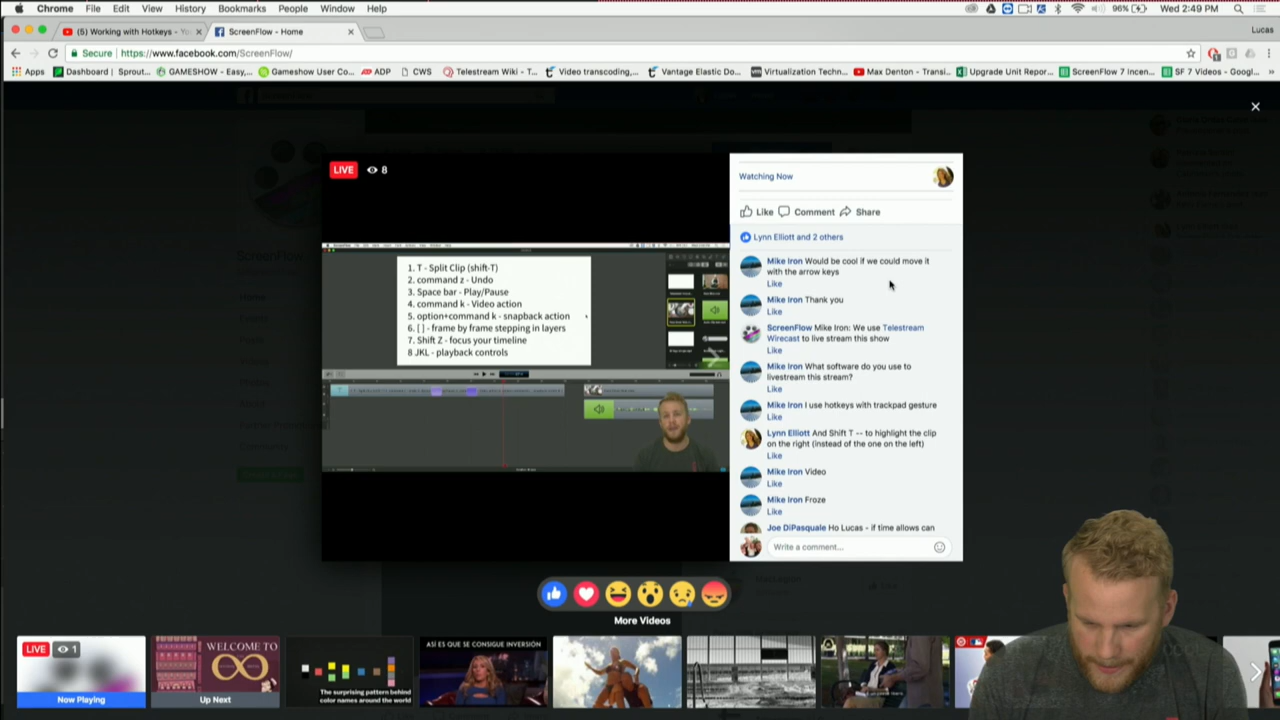 Chrome File Edit View History Bookmarks People Window Help
96% Wed 2:49 PM
(5) Working with Hotkeys - Yo
ScreenFlow - Home
Lucas
Secure https://www.facebook.com/ScreenFlow/
Apps Dashboard | Sprout... GAMESHOW - Easy,... Gameshow User Co... ADP CWS Telestream Wiki - T... Video transcoding,... Vantage Elastic Do... Virtualization Techn... Max Denton - Transi... Upgrade Unit Repor... ScreenFlow 7 Incen... SF 7 Videos - Googl...
LIVE 8
1. T - Split Clip (shift-T)
2. command z - Undo
3. Space bar - Play/Pause
4. command k - Video action
5. option+command k - snapback action
6. [ ] - frame by frame stepping in layers
7. Shift Z - focus your timeline
8 JKL - playback controls
Watching Now
Like Comment Share
Lynn Elliott and 2 others
Mike Iron Would be cool if we could move it
with the arrow keys
Like
Mike Iron Thank you
Like
ScreenFlow Mike Iron: We use Telestream
Wirecast to live stream this show
Like
Mike Iron What software do you use to
livestream this stream?
Like
Mike Iron I use hotkeys with trackpad gesture
Like
Lynn Elliott And Shift T -- to highlight the clip
on the right (instead of the one on the left)
Like
Mike Iron Video
Like
Mike Iron Froze
Like
Joe DiPasquale Ho Lucas - if time allows can
Write a comment...
ScreenFlow
Home
More Videos
LIVE 1
Now Playing
WELCOME TO
Up Next
The surprising pattern behind
color names around the world
ASÍ ES QUE SE CONSIGUE INVERSIÓN